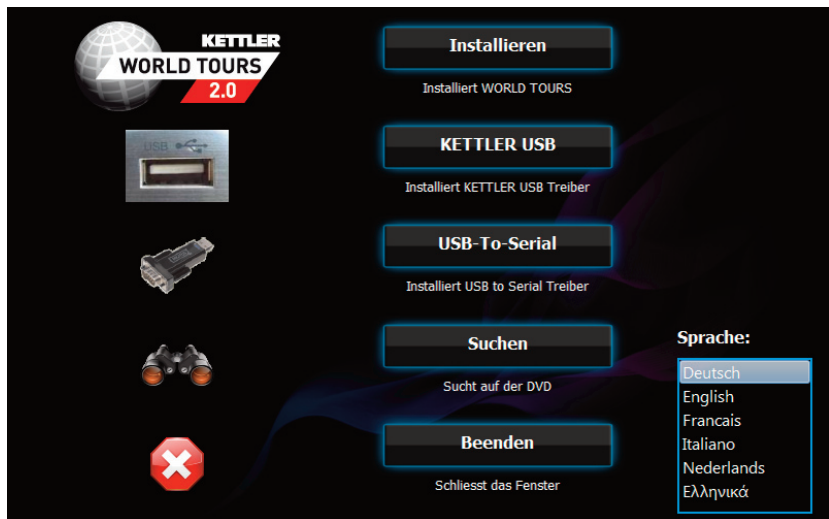 KETTLER
WORLD TOURS
2.0
Installieren
Installiert WORLD TOURS
USB
KETTLER USB
Installiert KETTLER USB Treiber
USB-To-Serial
Installiert USB to Serial Treiber
Suchen
Sucht auf der DVD
Beenden
Schliesst das Fenster
Sprache:
Deutsch
English
Francais
Italiano
Nederlands
Ελληνικά